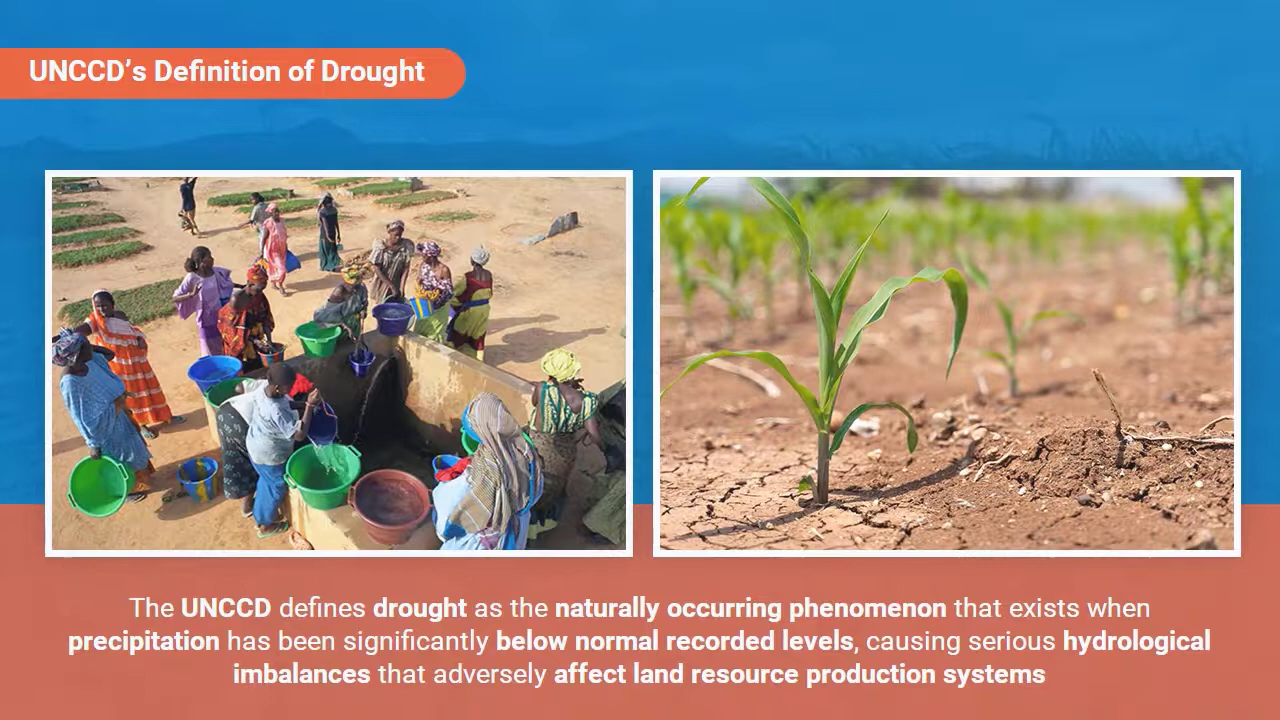 UNCCD’s Definition of Drought
The UNCCD defines drought as the naturally occurring phenomenon that exists when
precipitation has been significantly below normal recorded levels, causing serious hydrological
imbalances that adversely affect land resource production systems